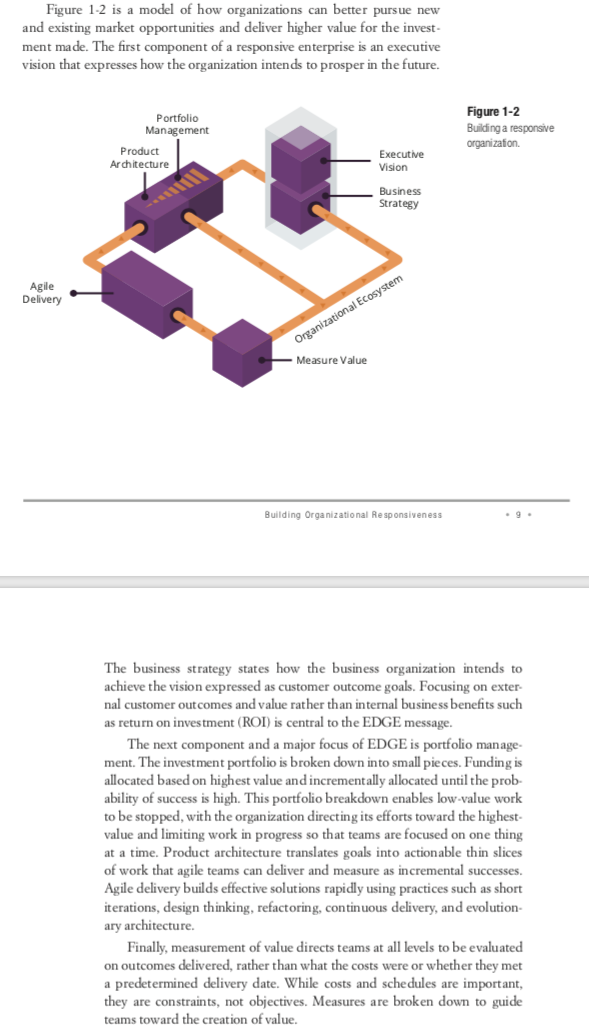 Figure 1-2 is a model of how organizations can better pursue new
and existing market opportunities and deliver higher value for the invest-
ment made. The first component of a responsive enterprise is an executive
vision that expresses how the organization intends to prosper in the future.
Figure 1-2
Building a responsive
organization.
Portfolio
Management
Product
Architecture
Executive
Vision
Business
Strategy
Agile
Delivery
Organizational Ecosystem
Measure Value
Building Organizational Responsiveness • 9 •
The business strategy states how the business organization intends to
achieve the vision expressed as customer outcome goals. Focusing on exter-
nal customer outcomes and value rather than internal business benefits such
as return on investment (ROI) is central to the EDGE message.
The next component and a major focus of EDGE is portfolio manage-
ment. The investment portfolio is broken down into small pieces. Funding is
allocated based on highest value and incrementally allocated until the prob-
ability of success is high. This portfolio breakdown enables low-value work
to be stopped, with the organization directing its efforts toward the highest-
value and limiting work in progress so that teams are focused on one thing
at a time. Product architecture translates goals into actionable thin slices
of work that agile teams can deliver and measure as incremental successes.
Agile delivery builds effective solutions rapidly using practices such as short
iterations, design thinking, refactoring, continuous delivery, and evolution-
ary architecture.
Finally, measurement of value directs teams at all levels to be evaluated
on outcomes delivered, rather than what the costs were or whether they met
a predetermined delivery date. While costs and schedules are important,
they are constraints, not objectives. Measures are broken down to guide
teams toward the creation of value.